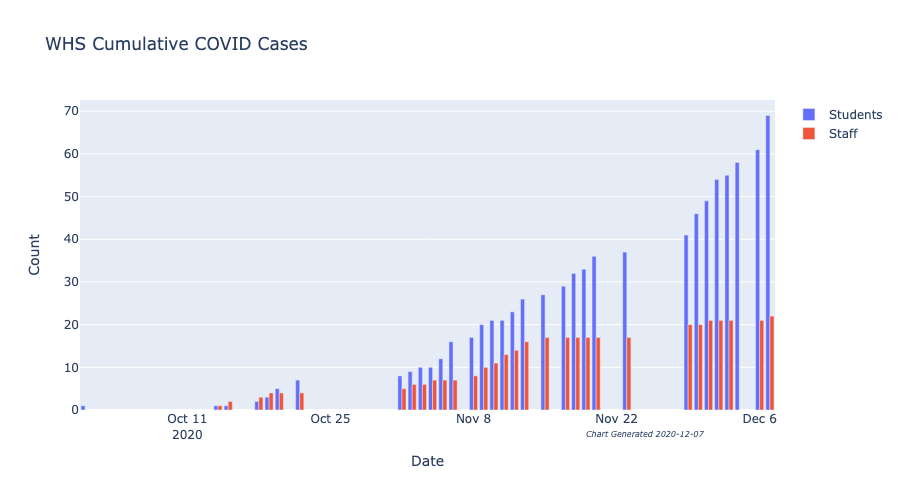 WHS Cumulative COVID Cases
70
60
50
40
30
20
10
0
Count
Oct 11
2020
Oct 25
Nov 8
Nov 22
Dec 6
Chart Generated 2020-12-07
Date
Students
Staff